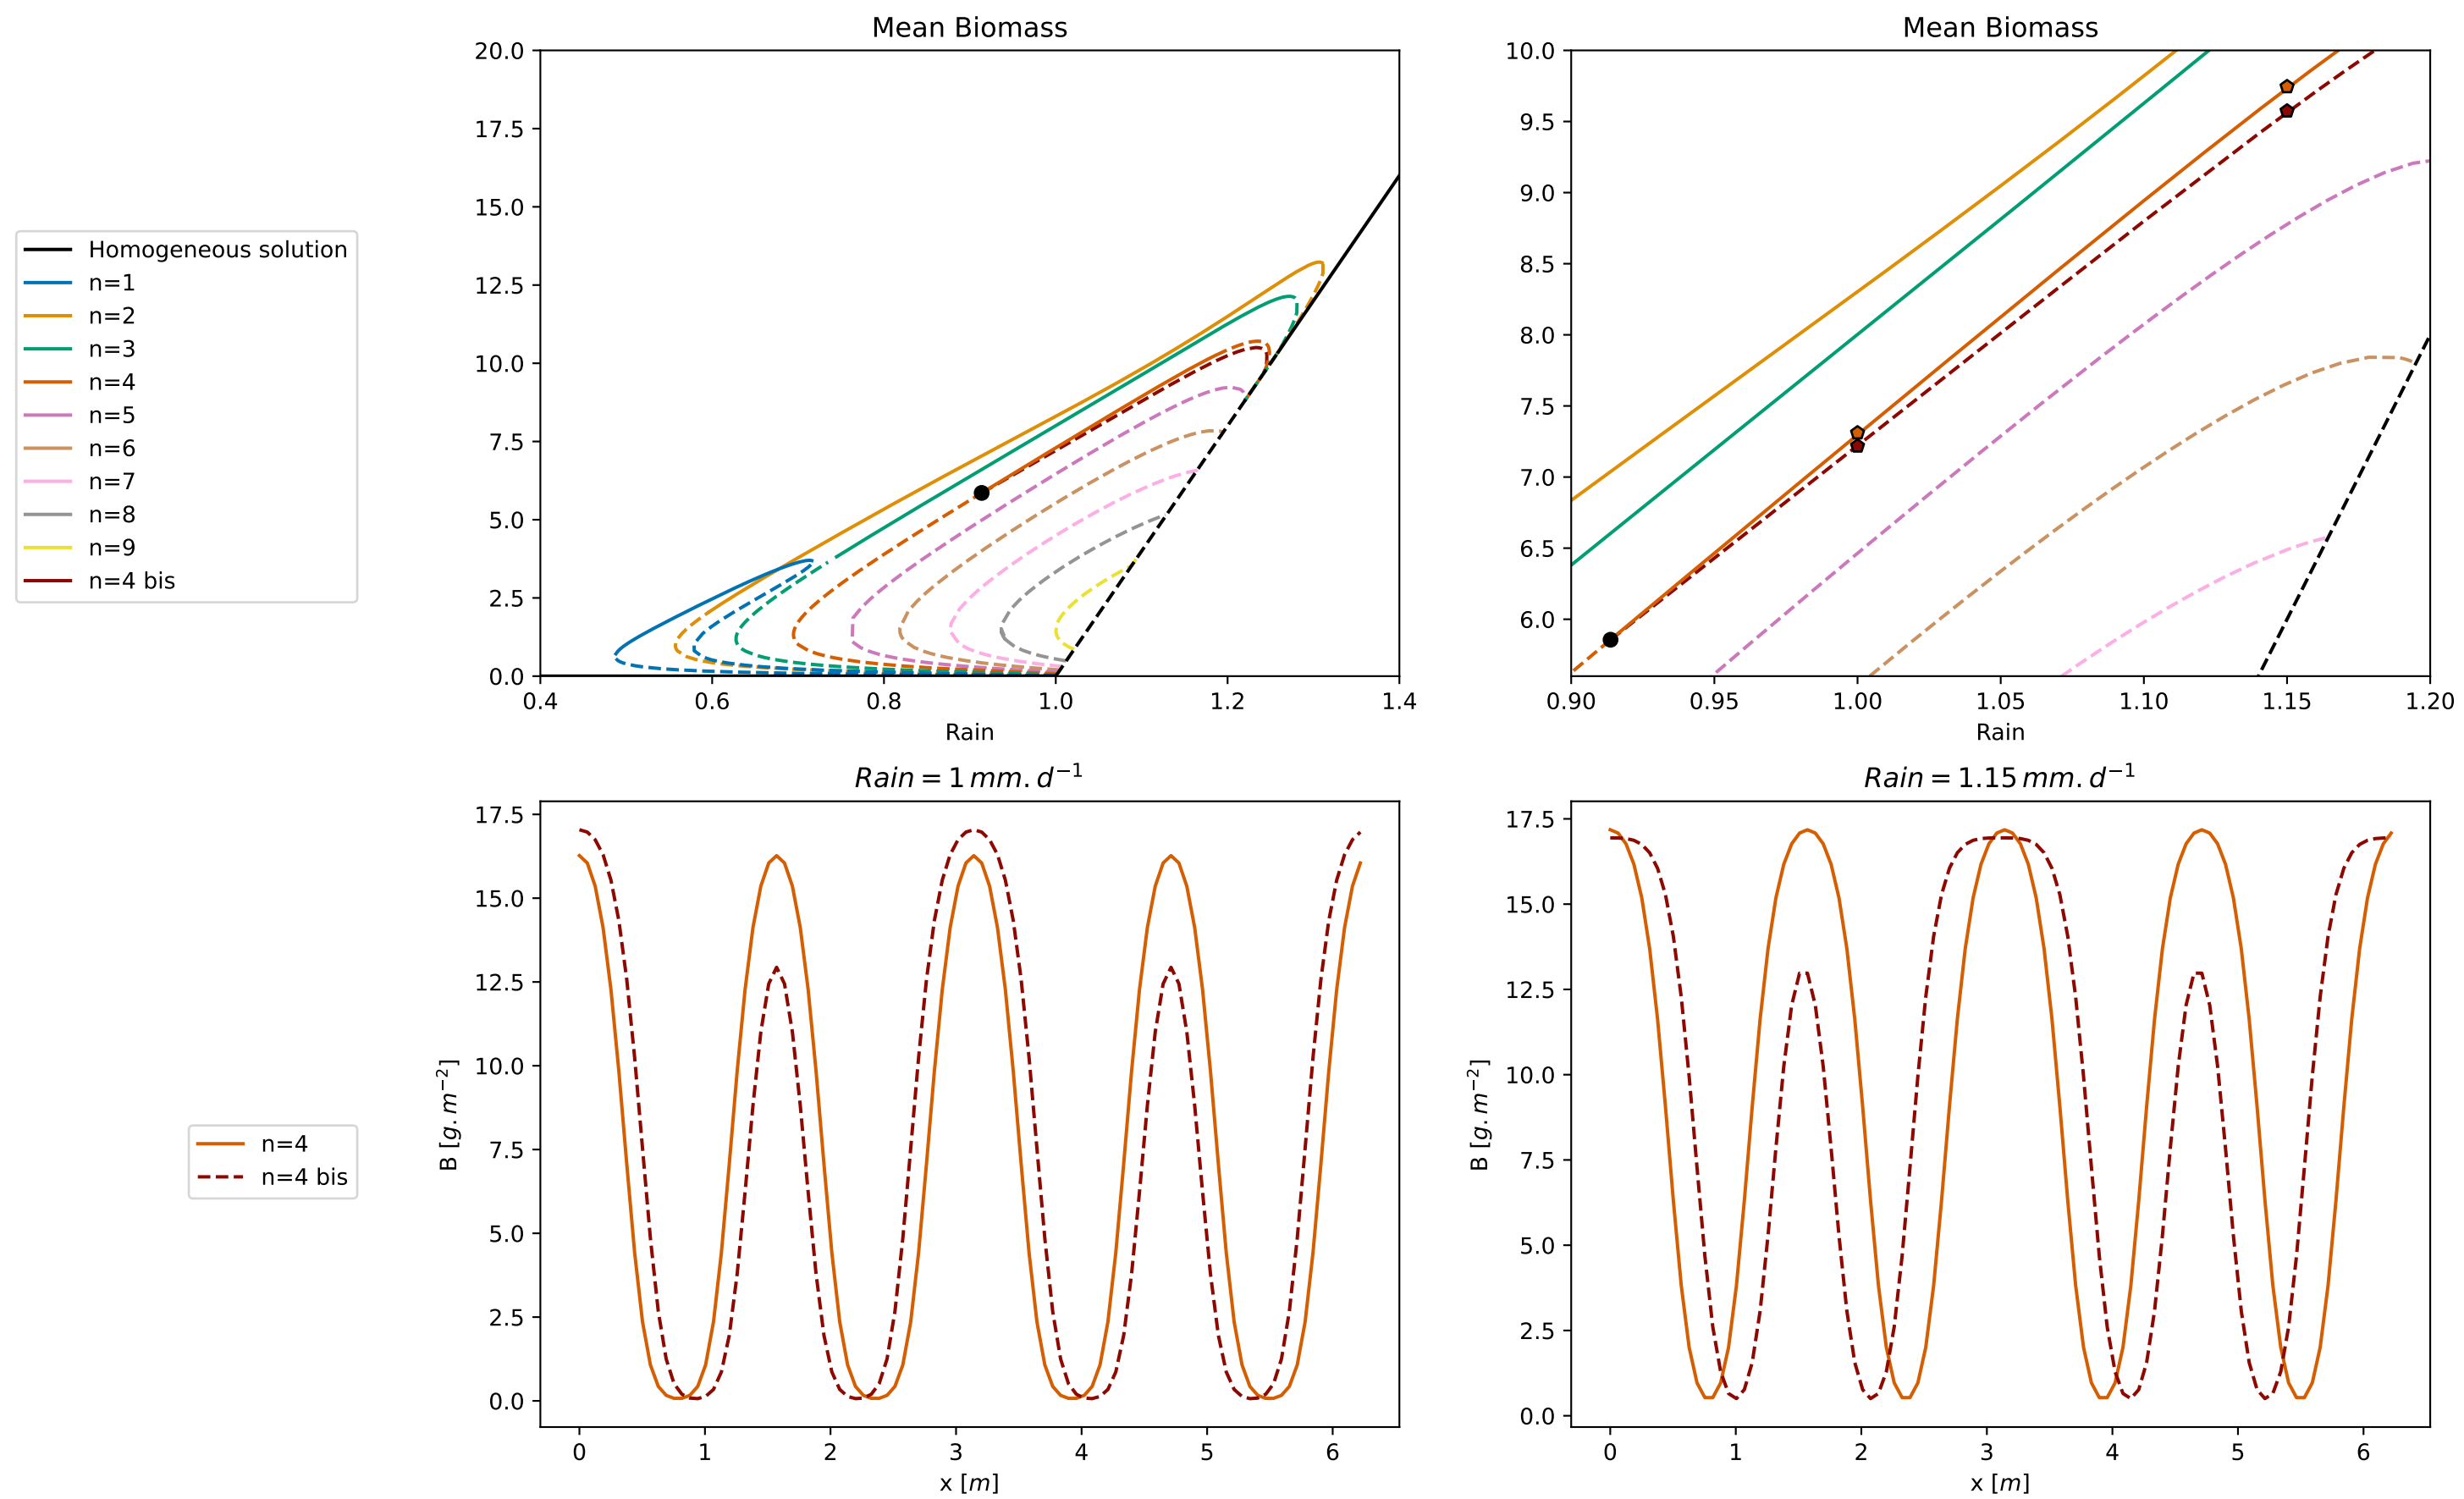 Mean Biomass
20.0
17.5
15.0
12.5
10.0
7.5
5.0
2.5
0.0
0.4 0.6 0.8 1.0 1.2 1.4
Rain
Mean Biomass
10.0
9.5
9.0
8.5
8.0
7.5
7.0
6.5
6.0
0.90 0.95 1.00 1.05 1.10 1.15 1.20
Rain
Homogeneous solution
n=1
n=2
n=3
n=4
n=5
n=6
n=7
n=8
n=9
n=4 bis
Rain = 1 mm. d⁻¹
17.5
15.0
12.5
10.0
7.5
5.0
2.5
0.0
B [g. m⁻²]
0 1 2 3 4 5 6
x [m]
Rain = 1.15 mm. d⁻¹
17.5
15.0
12.5
10.0
7.5
5.0
2.5
0.0
B [g. m⁻²]
0 1 2 3 4 5 6
x [m]
n=4
n=4 bis